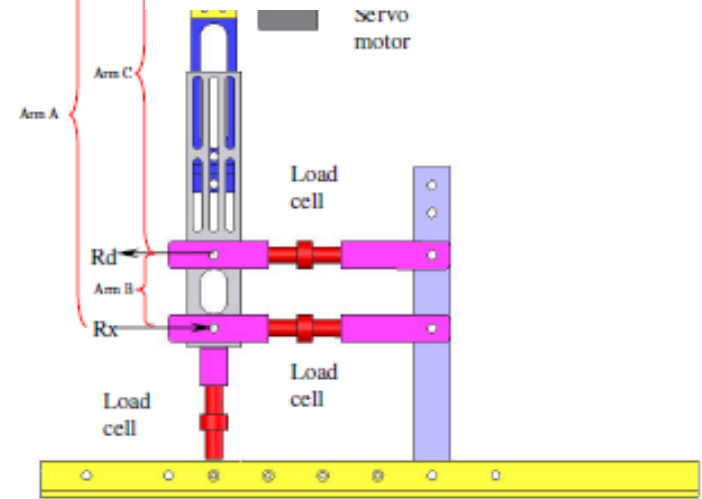 Servo
motor
Arm C
Arm A
Load
cell
Rd
Arm B
Rx
Load
cell
Load
cell